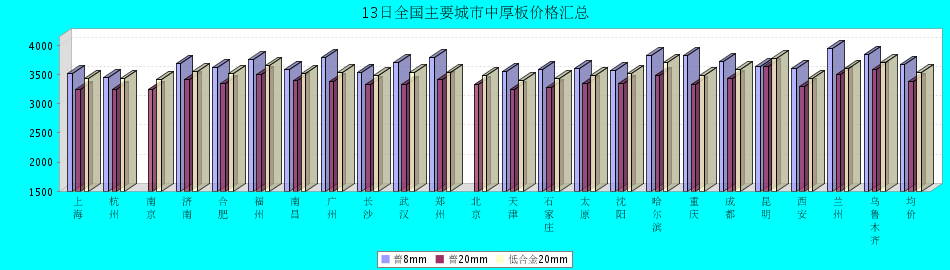 13日全国主要城市中厚板价格汇总
4000
3500
3000
2500
2000
1500
上海
杭州
南京
济南
合肥
福州
南昌
广州
长沙
武汉
郑州
北京
天津
石家庄
太原
沈阳
哈尔滨
重庆
成都
昆明
西安
兰州
乌鲁木齐
均价
普8mm 普20mm 低合金20mm